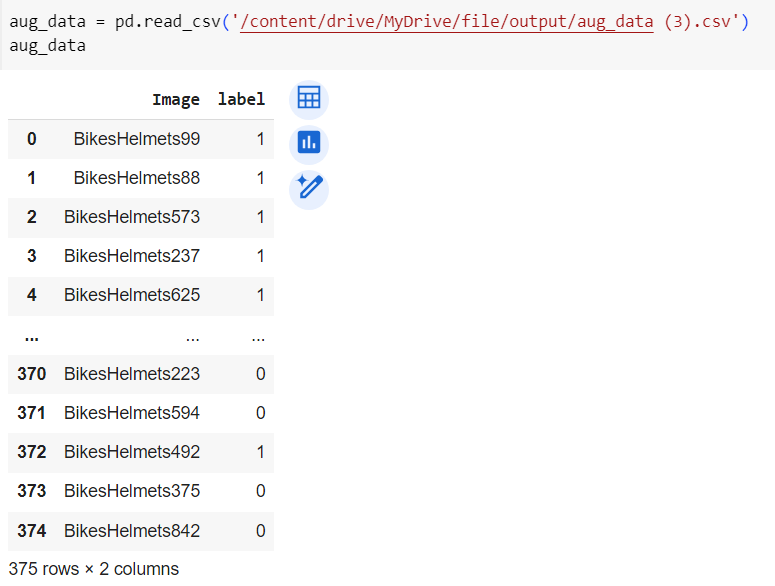 aug_data = pd.read_csv('/content/drive/MyDrive/file/output/aug_data (3).csv')
aug_data
Image label
0 BikesHelmets99 1
1 BikesHelmets88 1
2 BikesHelmets573 1
3 BikesHelmets237 1
4 BikesHelmets625 1
... ... ...
370 BikesHelmets223 0
371 BikesHelmets594 0
372 BikesHelmets492 1
373 BikesHelmets375 0
374 BikesHelmets842 0
375 rows × 2 columns